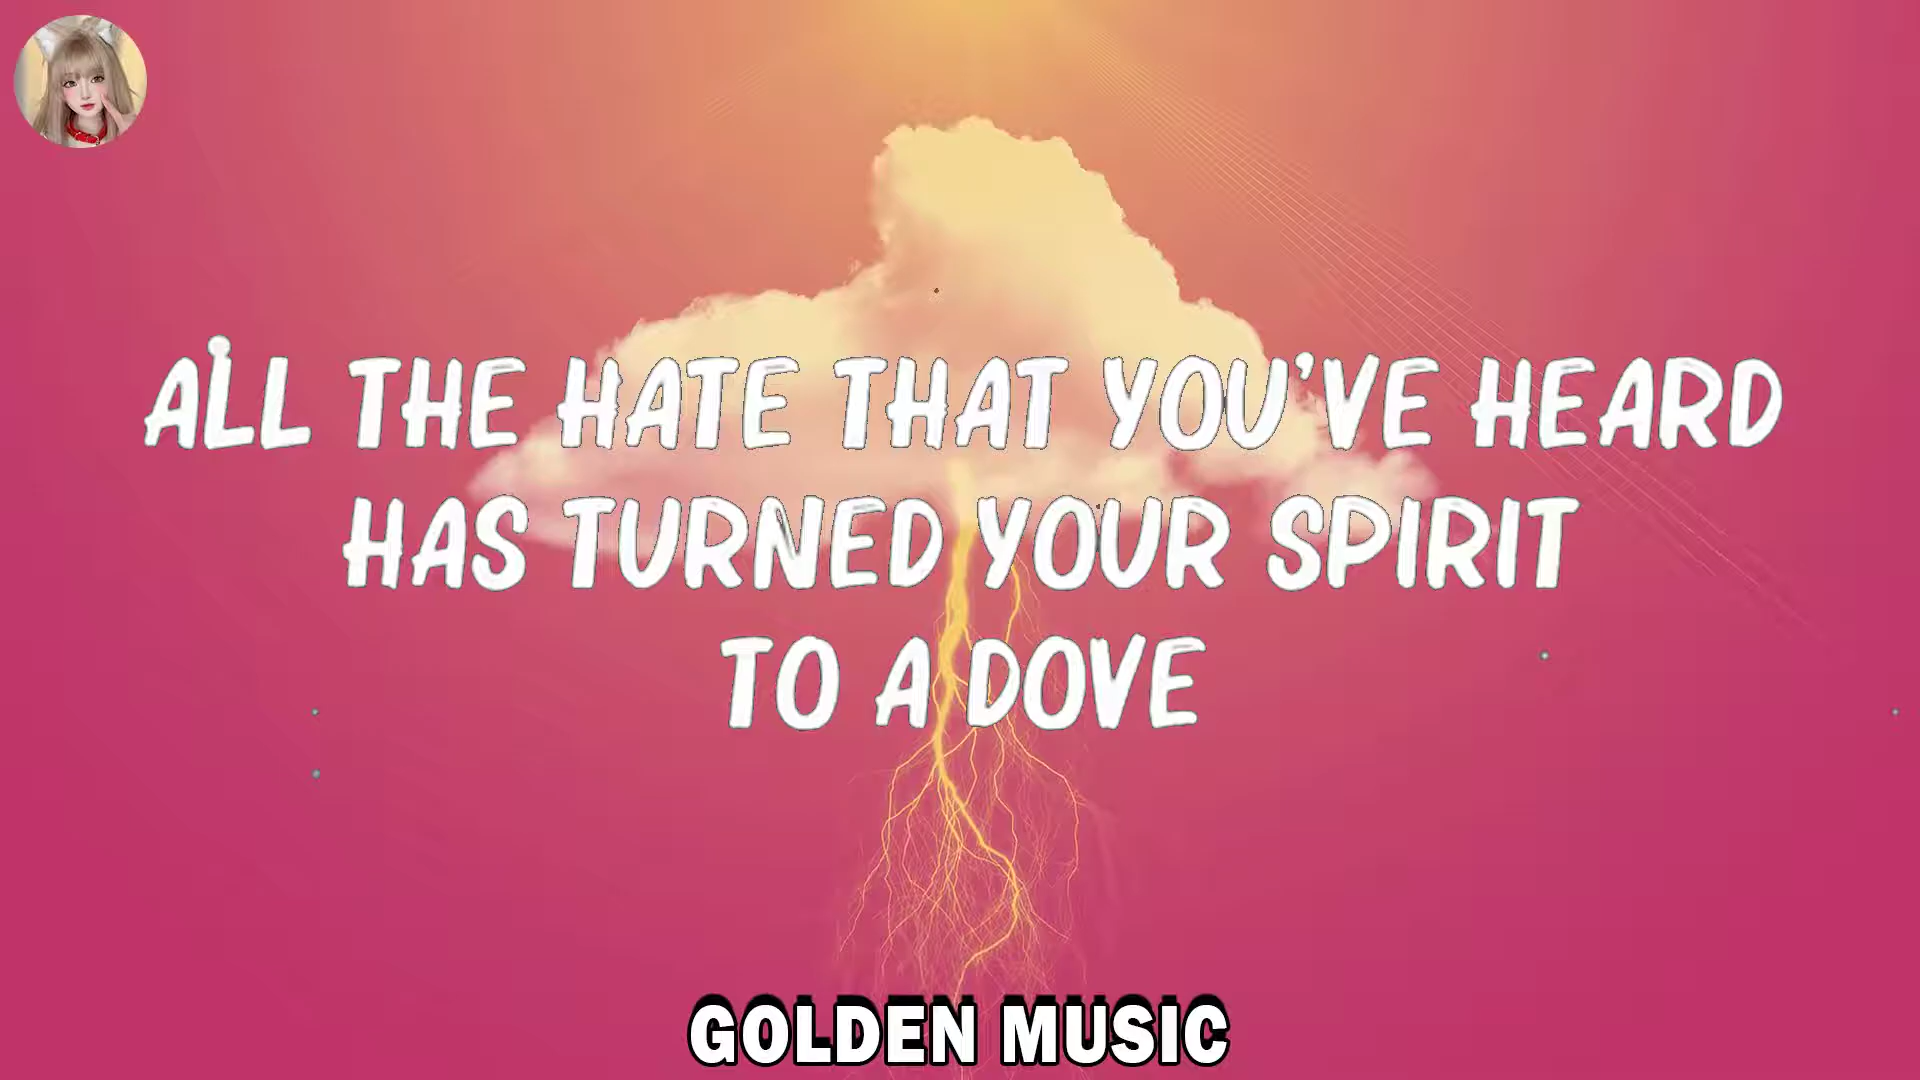 ALL THE HATE THAT YOU'VE HEARD
HAS TURNED YOUR SPIRIT
TO A DOVE
GOLDEN MUSIC